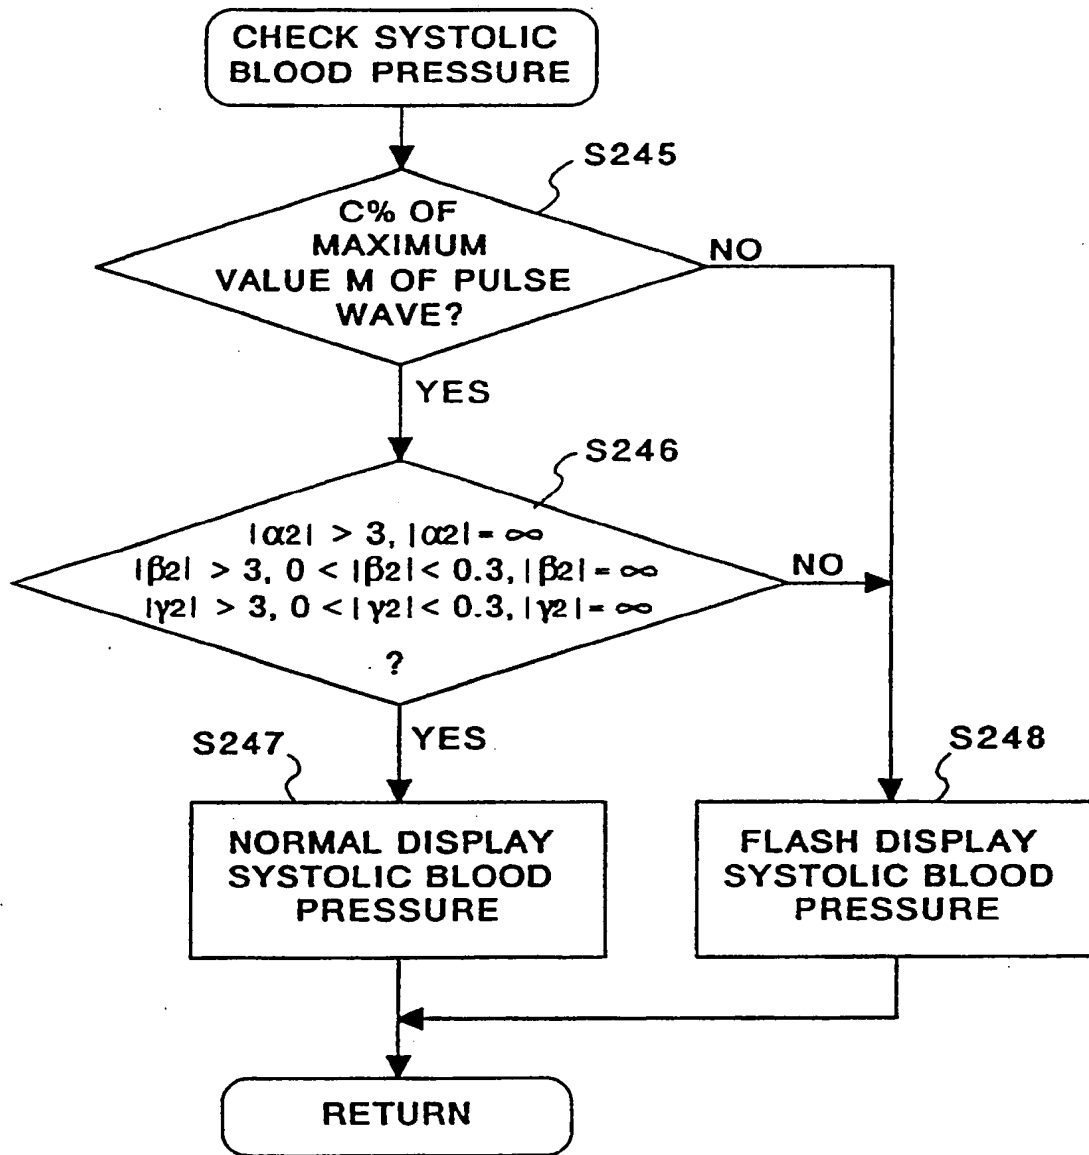 CHECK SYSTOLIC
BLOOD PRESSURE
S245
C% OF
MAXIMUM
VALUE M OF PULSE
WAVE?
NO
YES
S246
|α2| > 3, |α2| = ∞
|β2| > 3, 0 < |β2| < 0.3, |β2| = ∞
|γ2| > 3, 0 < |γ2| < 0.3, |γ2| = ∞
?
NO
YES
S247
S248
NORMAL DISPLAY
SYSTOLIC BLOOD
PRESSURE
FLASH DISPLAY
SYSTOLIC BLOOD
PRESSURE
RETURN